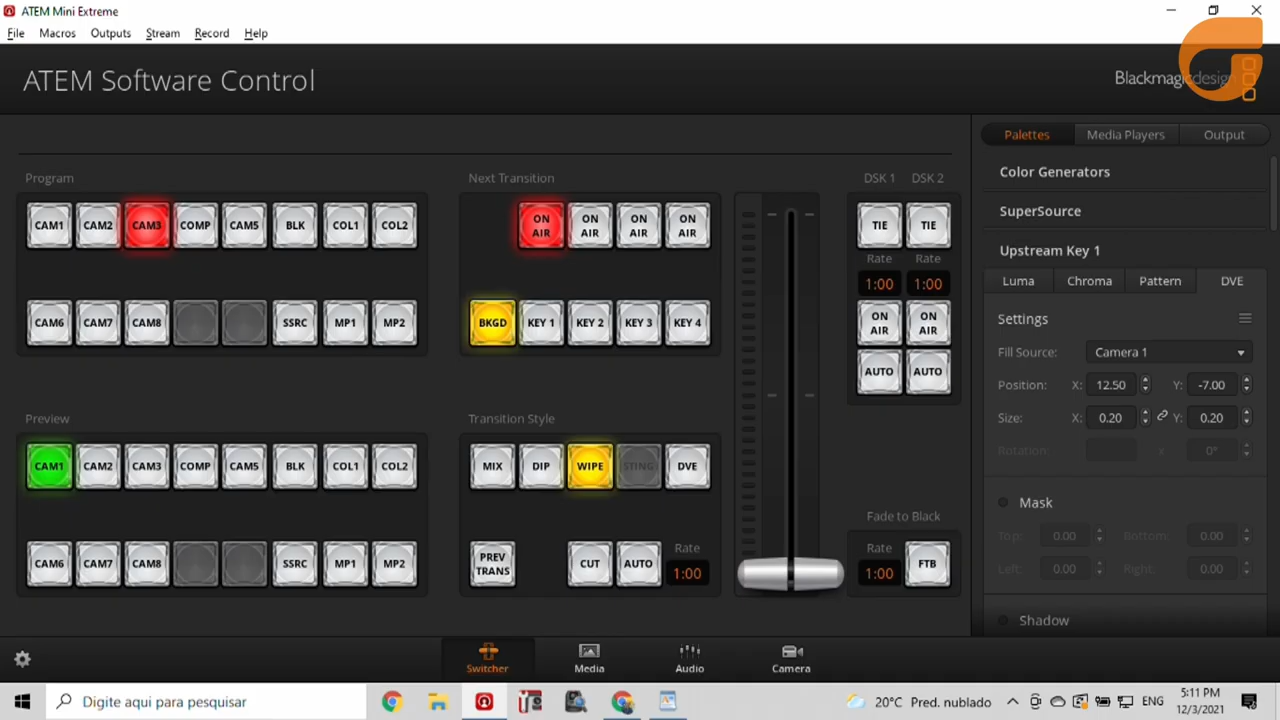 ATEM Mini Extreme
File Macros Outputs Stream Record Help
ATEM Software Control
Blackmagicdesign
Palettes Media Players Output
Program
Next Transition
DSK 1 DSK 2
Color Generators
SuperSource
Upstream Key 1
CAM1 CAM2 CAM3 COMP CAM5 BLK COL1 COL2
ON AIR ON AIR ON AIR ON AIR
TIE TIE
Rate Rate
1:00 1:00
Luma Chroma Pattern DVE
CAM6 CAM7 CAM8 SSRC MP1 MP2
BKGD KEY 1 KEY 2 KEY 3 KEY 4
ON AIR ON AIR
AUTO AUTO
Settings
Fill Source: Camera 1
Position: X: 12.50 Y: -7.00
Size: X: 0.20 Y: 0.20
Rotation: x 0°
Preview
Transition Style
CAM1 CAM2 CAM3 COMP CAM5 BLK COL1 COL2
MIX DIP WIPE STING DVE
Mask
Top: 0.00 Bottom: 0.00
Left: 0.00 Right: 0.00
Fade to Black
CAM6 CAM7 CAM8 SSRC MP1 MP2
PREV TRANS CUT AUTO
Rate
1:00
Rate
1:00
FTB
Shadow
Switcher Media Audio Camera
Digite aqui para pesquisar
20°C Pred. nublado
ENG
5:11 PM
12/3/2021